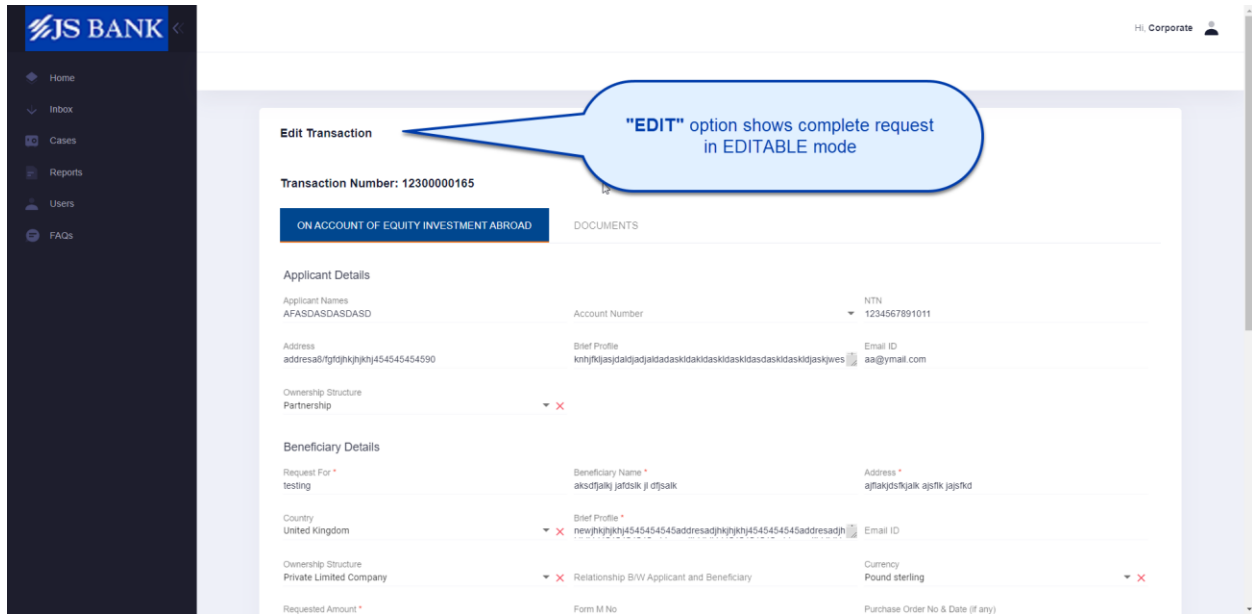 JS BANK
Hi, Corporate
Home
Inbox
Cases
Reports
Users
FAQs
"EDIT" option shows complete request
in EDITABLE mode
Edit Transaction
Transaction Number: 12300000165
ON ACCOUNT OF EQUITY INVESTMENT ABROAD DOCUMENTS
Applicant Details
Applicant Names NTN
AFASDASDASDASD Account Number 1234567891011
Address Brief Profile Email ID
addresa8/fgfdjhkjhjkhj454545454590 knhjfkljasjdaldjadjaldadaskldakldaskldaskldasdaskldaskldjaskjwes aa@ymail.com
Ownership Structure
Partnership
Beneficiary Details
Request For * Beneficiary Name * Address *
testing aksdfjalkj jafdslk jl dfjsalk ajflakjdsfkjalk ajsflk jajsfkd
Country Brief Profile *
United Kingdom newjhkjhjkhj4545454545addresadjhkjhjkhj4545454545addresadjh Email ID
Ownership Structure Currency
Private Limited Company Relationship B/W Applicant and Beneficiary Pound sterling
Requested Amount * Form M No Purchase Order No & Date (if any)